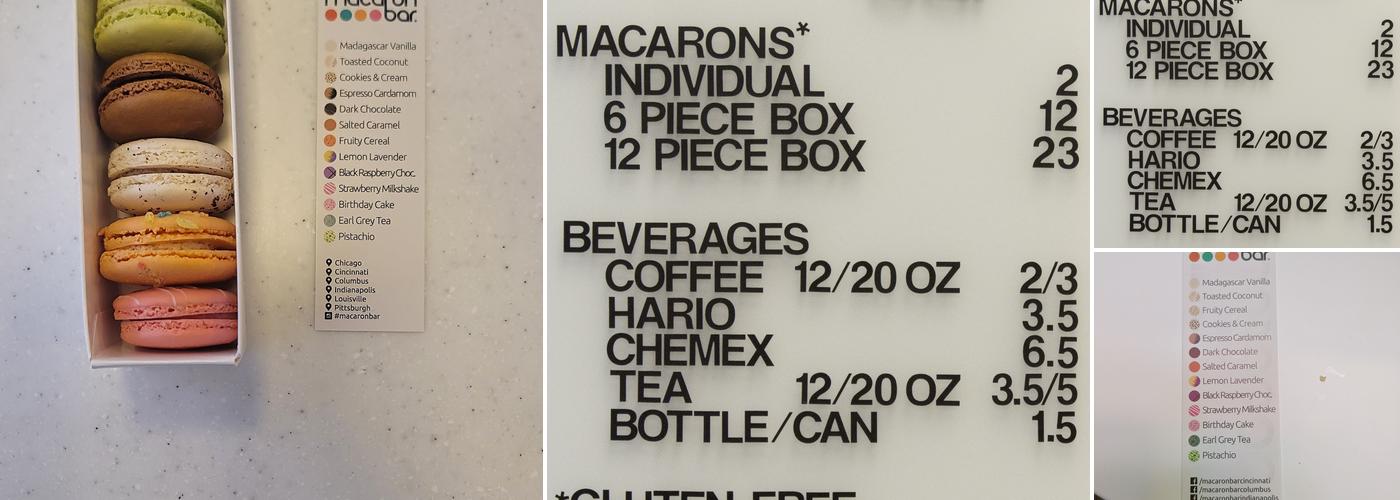 macaron
bar.
Madagascar Vanilla
Toasted Coconut
Cookies & Cream
Espresso Cardamom
Dark Chocolate
Salted Caramel
Fruity Cereal
Lemon Lavender
Black Raspberry Choc.
Strawberry Milkshake
Birthday Cake
Earl Grey Tea
Pistachio
Chicago
Cincinnati
Columbus
Indianapolis
Louisville
Pittsburgh
#macaronbar
MACARONS*
INDIVIDUAL 2
6 PIECE BOX 12
12 PIECE BOX 23
BEVERAGES
COFFEE 12/20 OZ 2/3
HARIO 3.5
CHEMEX 6.5
TEA 12/20 OZ 3.5/5
BOTTLE/CAN 1.5
*GLUTEN FREE
MACARONS*
INDIVIDUAL 2
6 PIECE BOX 12
12 PIECE BOX 23
BEVERAGES
COFFEE 12/20 OZ 2/3
HARIO 3.5
CHEMEX 6.5
TEA 12/20 OZ 3.5/5
BOTTLE/CAN 1.5
bar.
Madagascar Vanilla
Toasted Coconut
Fruity Cereal
Cookies & Cream
Espresso Cardamom
Dark Chocolate
Salted Caramel
Lemon Lavender
Black Raspberry Choc.
Strawberry Milkshake
Birthday Cake
Earl Grey Tea
Pistachio
/macaronbarcincinnati
/macaronbarcolumbus
/macaronbarindianapolis